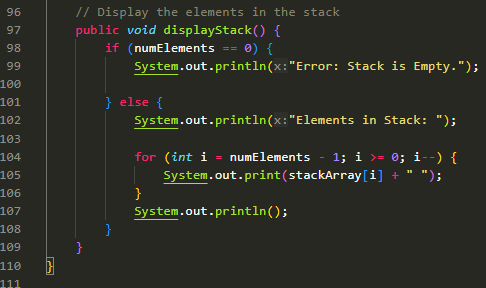 96 // Display the elements in the stack
97 public void displayStack() {
98 if (numElements == 0) {
99 System.out.println(x:"Error: Stack is Empty.");
100
101 } else {
102 System.out.println(x:"Elements in Stack: ");
103
104 for (int i = numElements - 1; i >= 0; i--) {
105 System.out.print(stackArray[i] + " ");
106 }
107 System.out.println();
108 }
109 }
110 }